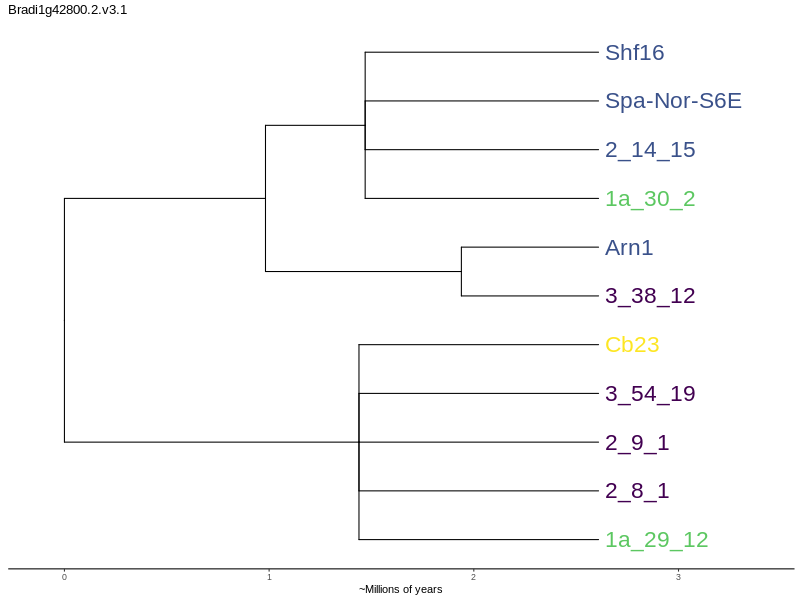 Bradi1g42800.2.v3.1
Shf16
Spa-Nor-S6E
2_14_15
1a_30_2
Arn1
3_38_12
Cb23
3_54_19
2_9_1
2_8_1
1a_29_12
0 1 2 3
~Millions of years